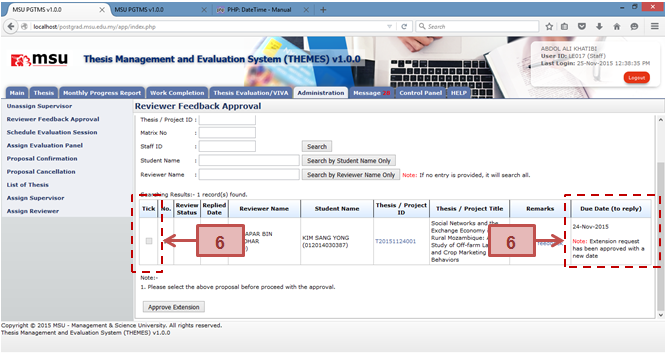 MSU PGTMS v1.0.0
MSU PGTMS v1.0.0
PHP: DateTime - Manual
localhost/postgrad.msu.edu.my/app/index.php
Search
msu
Thesis Management and Evaluation System (THEMES) v1.0.0
ABDOL ALI KHATIBI
User ID: LE017 (Staff)
Last Login: 25-Nov-2015 12:38:35 PM
Logout
Main Thesis Monthly Progress Report Work Completion Thesis Evaluation/VIVA Administration Message Control Panel HELP
Unassign Supervisor
Reviewer Feedback Approval
Schedule Evaluation Session
Assign Evaluation Panel
Proposal Confirmation
Proposal Cancellation
List of Thesis
Assign Supervisor
Assign Reviewer
Reviewer Feedback Approval
Thesis / Project ID :
Matrix No :
Staff ID :
Search
Student Name :
Search by Student Name Only
Reviewer Name :
Search by Reviewer Name Only
Note: If no entry is provided, it will search all.
Searching Results:- 1 record(s) found.
Tick No. Review Status Replied Date Reviewer Name Student Name Thesis / Project ID Thesis / Project Title Remarks Due Date (to reply)
KIM SANG YONG
(012014030387)
T20151124001
Social Networks and the
Exchange Economy
Rural Mozambique:
Study of Off-farm
and Crop Marketing
Behaviors
24-Nov-2015
Note: Extension request
has been approved with a
new date
6
6
Note:-
1. Please select the above proposal before proceed with the approval.
Approve Extension
Copyright © 2015 MSU - Management & Science University. All rights reserved.
Thesis Management and Evaluation System (THEMES) v1.0.0